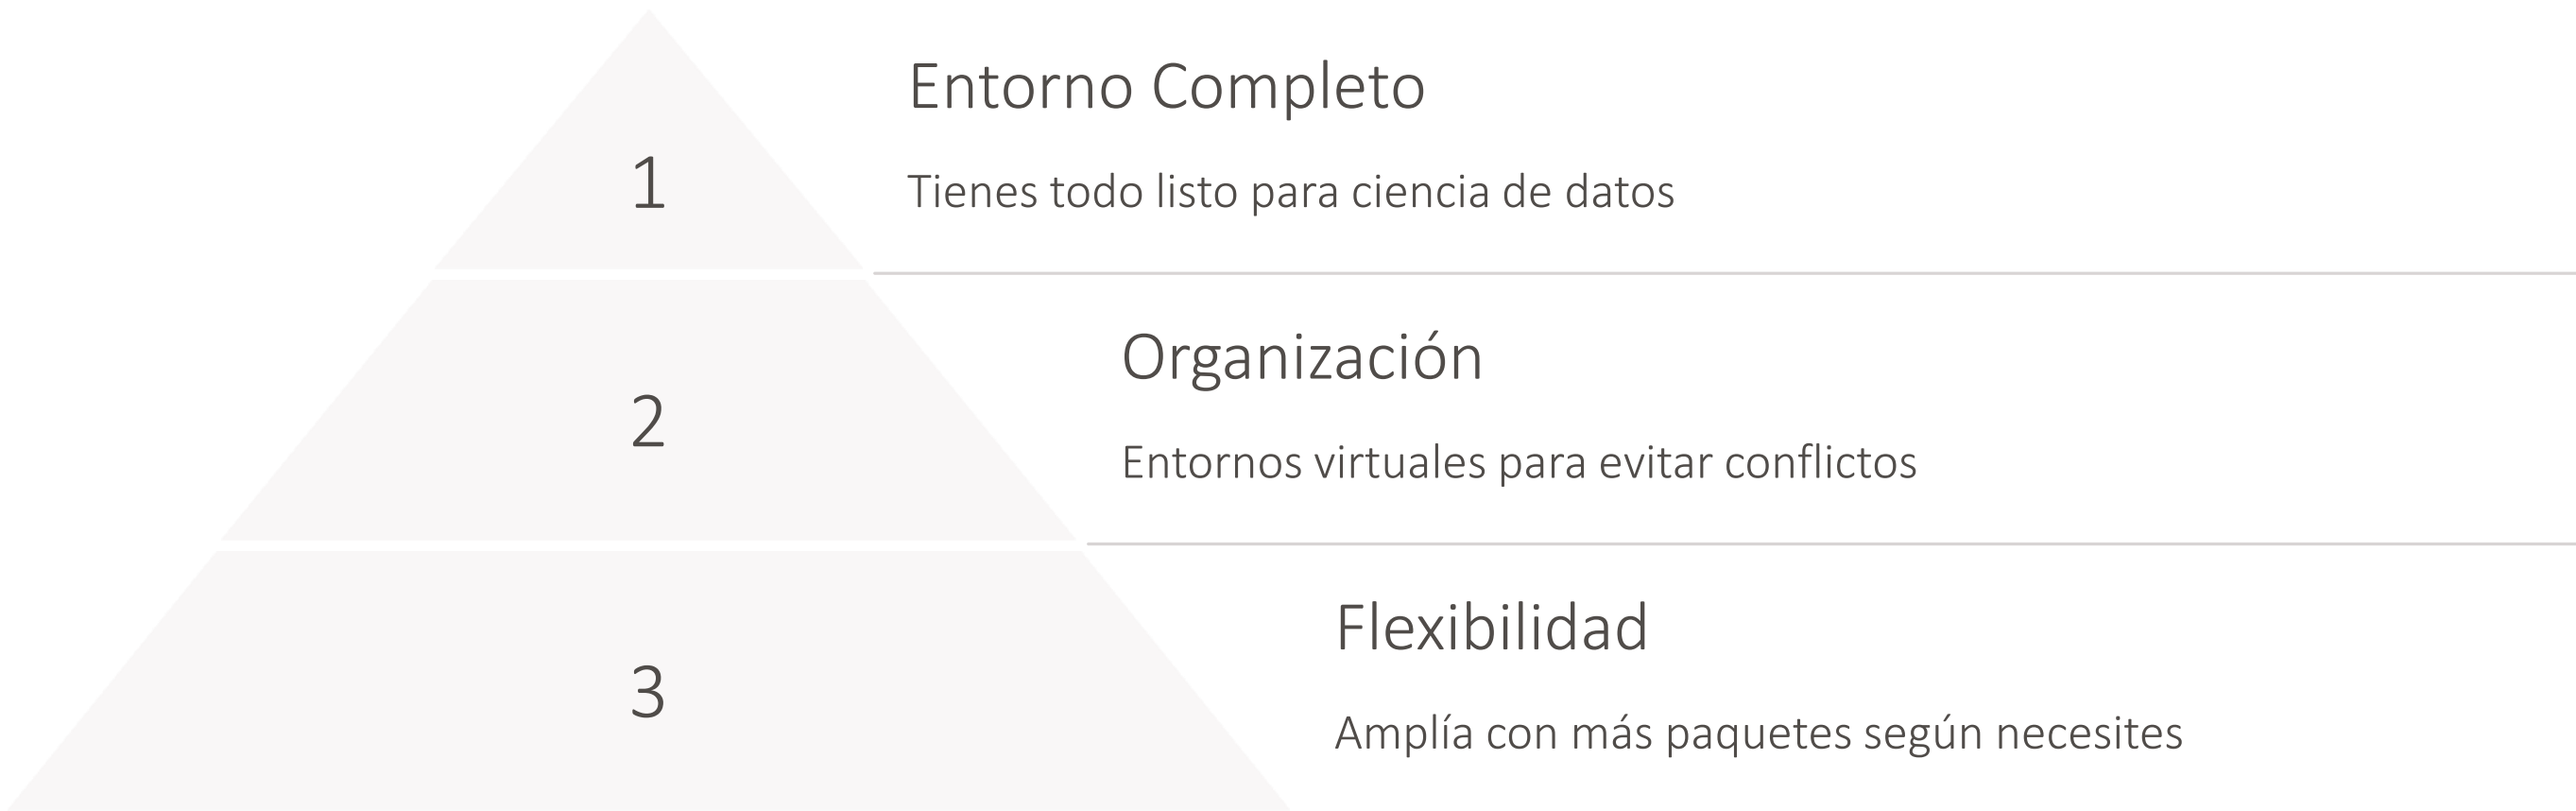 Entorno Completo
1
Tienes todo listo para ciencia de datos
Organización
2
Entornos virtuales para evitar conflictos
Flexibilidad
3
Amplía con más paquetes según necesites